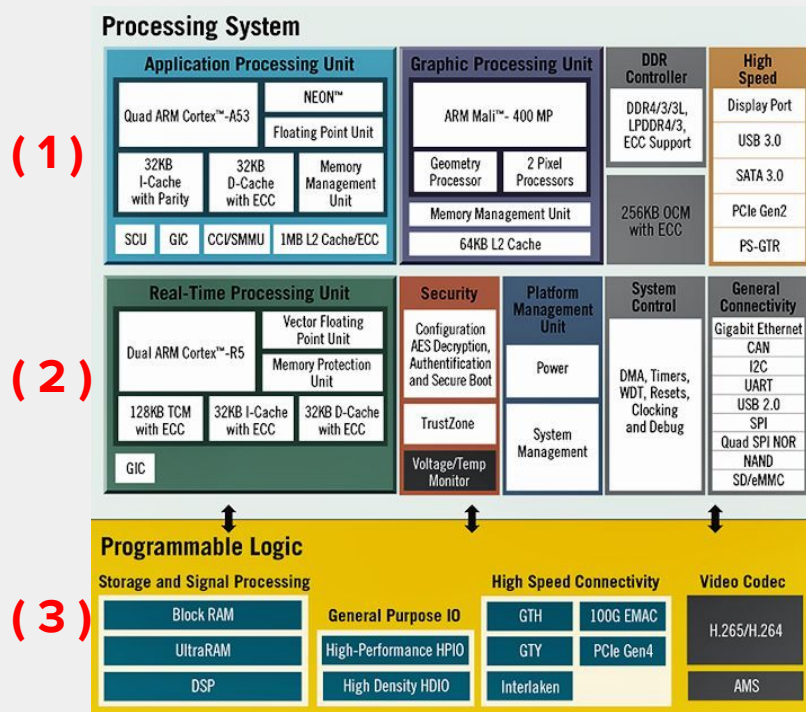 Processing System
( 1 )
Application Processing Unit
Quad ARM Cortex™-A53
NEON™
Floating Point Unit
32KB
I-Cache
with Parity
32KB
D-Cache
with ECC
Memory
Management
Unit
SCU
GIC
CCI/SMMU
1MB L2 Cache/ECC
Graphic Processing Unit
ARM Mali™- 400 MP
Geometry
Processor
2 Pixel
Processors
Memory Management Unit
64KB L2 Cache
DDR
Controller
DDR4/3/3L,
LPDDR4/3,
ECC Support
256KB OCM
with ECC
High
Speed
Display Port
USB 3.0
SATA 3.0
PCIe Gen2
PS-GTR
( 2 )
Real-Time Processing Unit
Dual ARM Cortex™-R5
Vector Floating
Point Unit
Memory Protection
Unit
128KB TCM
with ECC
32KB I-Cache
with ECC
32KB D-Cache
with ECC
GIC
Security
Configuration
AES Decryption,
Authentification
and Secure Boot
TrustZone
Voltage/Temp
Monitor
Platform
Management
Unit
Power
System
Management
System
Control
DMA, Timers,
WDT, Resets,
Clocking
and Debug
General
Connectivity
Gigabit Ethernet
CAN
I2C
UART
USB 2.0
SPI
Quad SPI NOR
NAND
SD/eMMC
Programmable Logic
( 3 )
Storage and Signal Processing
Block RAM
UltraRAM
DSP
General Purpose IO
High-Performance HPIO
High Density HDIO
High Speed Connectivity
GTH
100G EMAC
GTY
PCIe Gen4
Interlaken
Video Codec
H.265/H.264
AMS